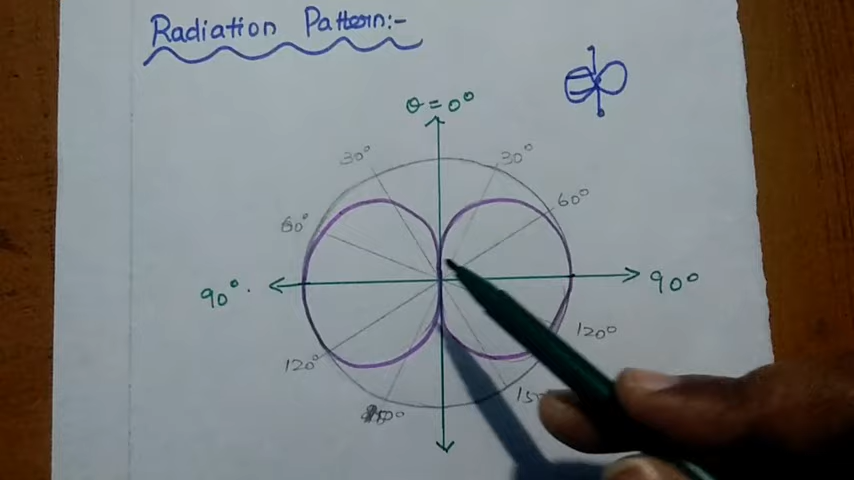 Radiation Pattern:-
θ = 0°
30° 30°
60° 60°
90° 90°
120° 120°